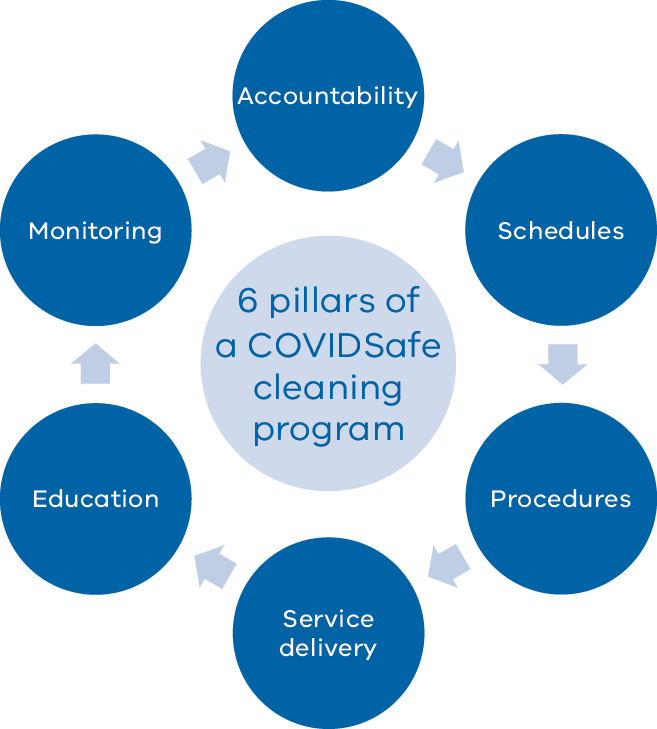 Accountability
Schedules
Procedures
Service
delivery
Education
Monitoring
6 pillars of
a COVIDSafe
cleaning
program